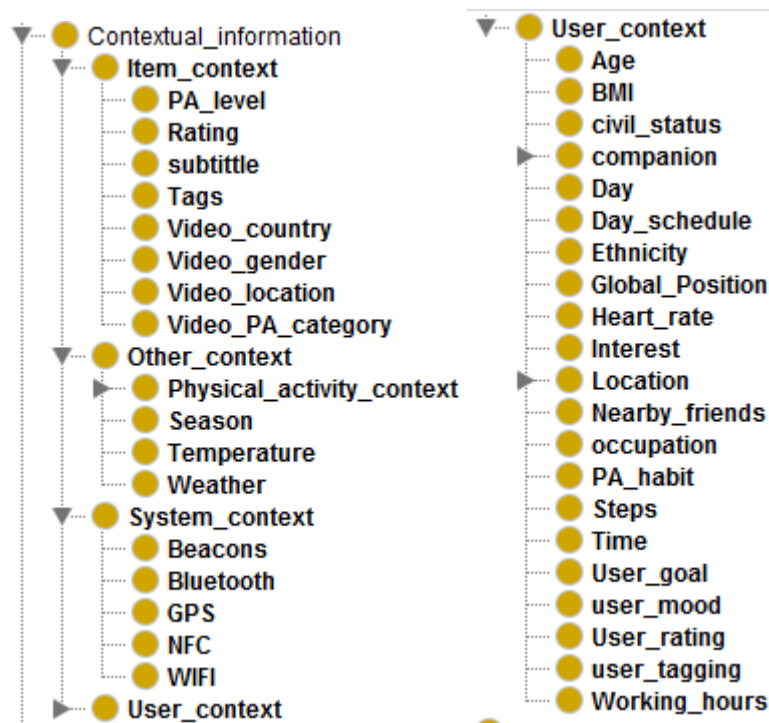 Contextual_information
Item_context
PA_level
Rating
subtittle
Tags
Video_country
Video_gender
Video_location
Video_PA_category
Other_context
Physical_activity_context
Season
Temperature
Weather
System_context
Beacons
Bluetooth
GPS
NFC
WIFI
User_context
User_context
Age
BMI
civil_status
companion
Day
Day_schedule
Ethnicity
Global_Position
Heart_rate
Interest
Location
Nearby_friends
occupation
PA_habit
Steps
Time
User_goal
user_mood
User_rating
user_tagging
Working_hours